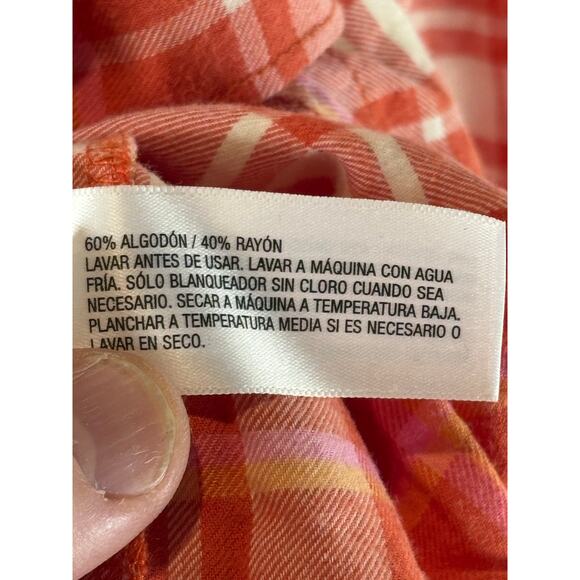 60% ALGODÓN / 40% RAYÓN
LAVAR ANTES DE USAR. LAVAR A MÁQUINA CON AGUA
FRÍA. SÓLO BLANQUEADOR SIN CLORO CUANDO SEA
NECESARIO. SECAR A MÁQUINA A TEMPERATURA BAJA.
PLANCHAR A TEMPERATURA MEDIA SI ES NECESARIO O
LAVAR EN SECO.